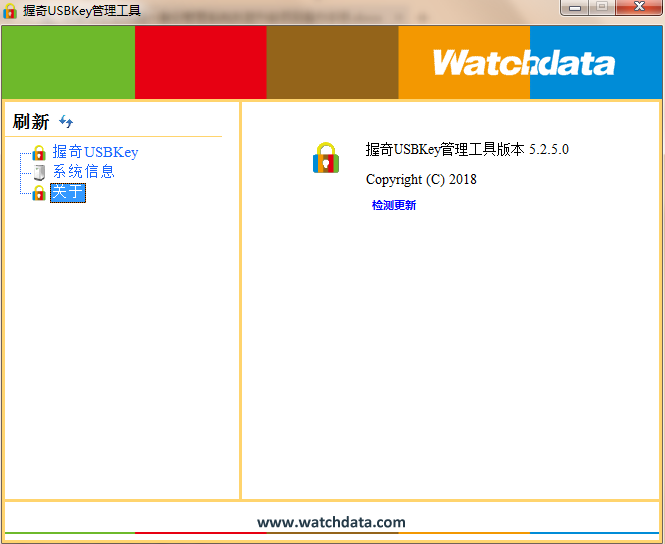 握奇USBKey管理工具
Watchdata
刷新
握奇USBKey
系统信息
关于
握奇USBKey管理工具版本 5.2.5.0
Copyright (C) 2018
检测更新
www.watchdata.com